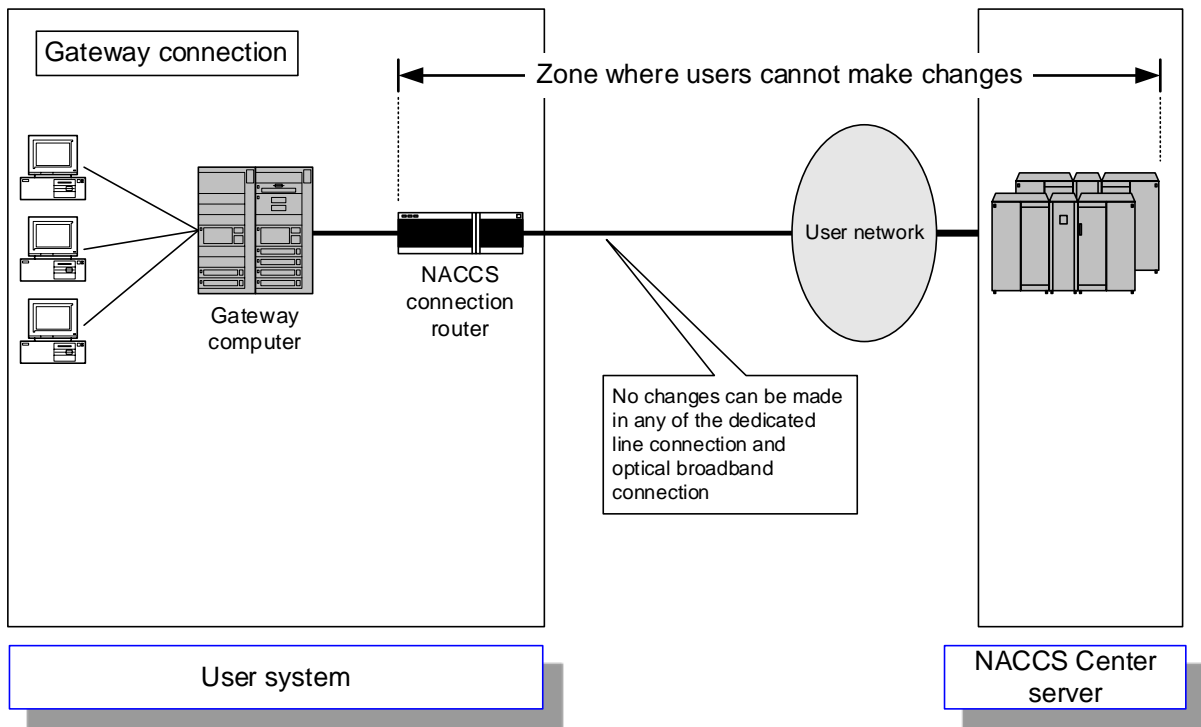 Gateway connection
Zone where users cannot make changes
User network
NACCS
connection
router
Gateway
computer
No changes can be made
in any of the dedicated
line connection and
optical broadband
connection
User system
NACCS Center
server